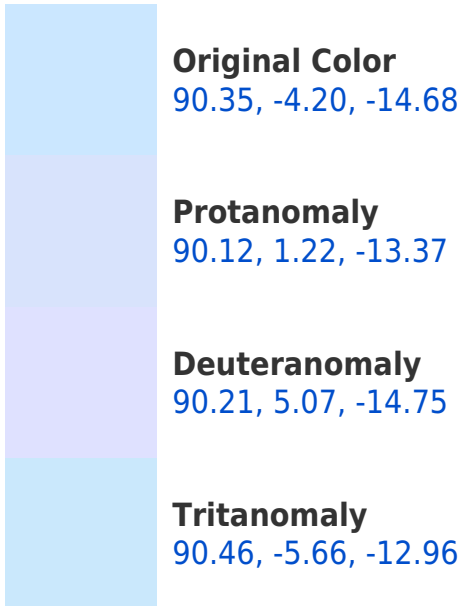 Original Color
90.35, -4.20, -14.68
Protanomaly
90.12, 1.22, -13.37
Deuteranomaly
90.21, 5.07, -14.75
Tritanomaly
90.46, -5.66, -12.96